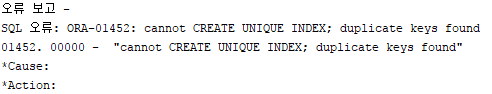 오류 보고 -
SQL 오류: ORA-01452: cannot CREATE UNIQUE INDEX; duplicate keys found
01452. 00000 -  "cannot CREATE UNIQUE INDEX; duplicate keys found"
*Cause:
*Action: